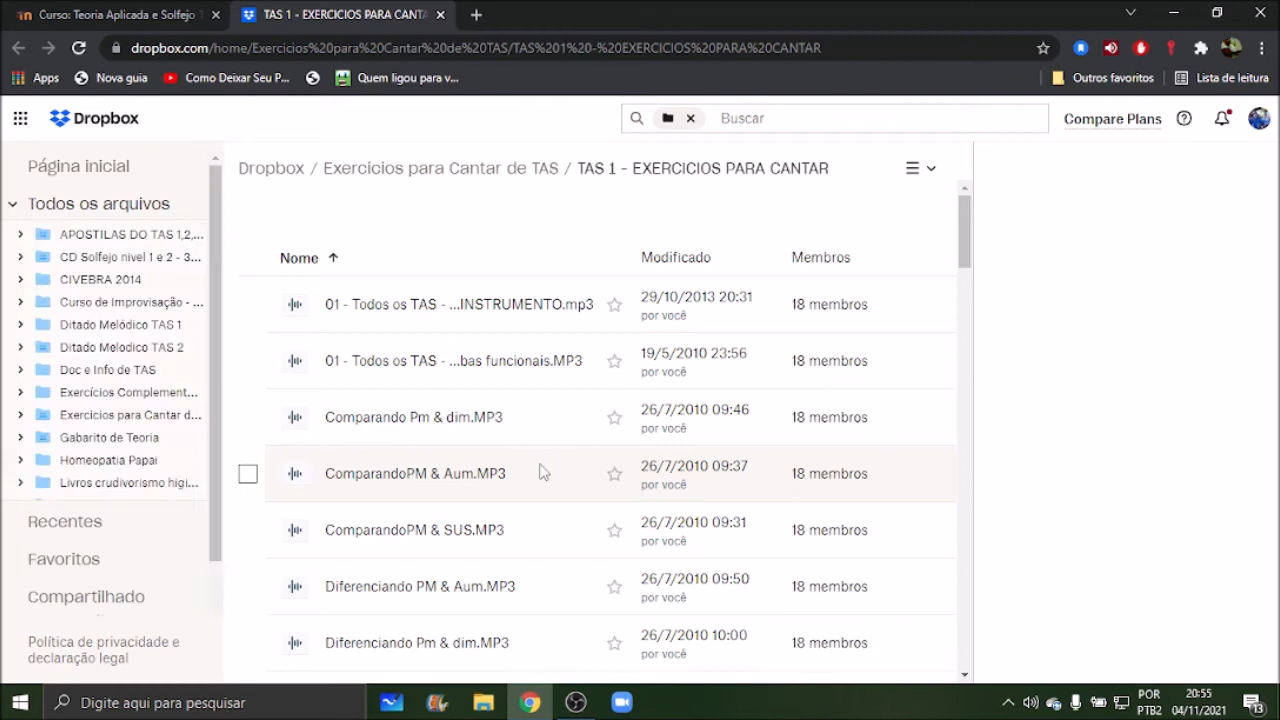 Curso: Teoria Aplicada e Solfejo
TAS 1 - EXERCICIOS PARA CANTA
dropbox.com/home/Exercicios%20para%20Cantar%20de%20TAS/TAS%201%20-%20EXERCICIOS%20PARA%20CANTAR
Apps
Nova guia
Como Deixar Seu P...
Quem ligou para v...
Outros favoritos
Lista de leitura
Dropbox
Buscar
Compare Plans
Página inicial
Todos os arquivos
APOSTILAS DO TAS 1,2,...
CD Solfejo nivel 1 e 2 - 3...
CIVEBRA 2014
Curso de Improvisação - ...
Ditado Melódico TAS 1
Ditado Melodico TAS 2
Doc e Info de TAS
Exercícios Complement...
Exercicios para Cantar d...
Gabarito de Teoria
Homeopatia Papai
Livros crudivorismo higi...
Recentes
Favoritos
Compartilhado
Política de privacidade e
declaração legal
Dropbox / Exercicios para Cantar de TAS / TAS 1 - EXERCICIOS PARA CANTAR
Nome
Modificado
Membros
01 - Todos os TAS - ...INSTRUMENTO.mp3
29/10/2013 20:31
por você
18 membros
01 - Todos os TAS - ...bas funcionais.MP3
19/5/2010 23:56
por você
18 membros
Comparando Pm & dim.MP3
26/7/2010 09:46
por você
18 membros
ComparandoPM & Aum.MP3
26/7/2010 09:37
por você
18 membros
ComparandoPM & SUS.MP3
26/7/2010 09:31
por você
18 membros
Diferenciando PM & Aum.MP3
26/7/2010 09:50
por você
18 membros
Diferenciando Pm & dim.MP3
26/7/2010 10:00
por você
18 membros
Digite aqui para pesquisar
POR
PTB2
20:55
04/11/2021
13